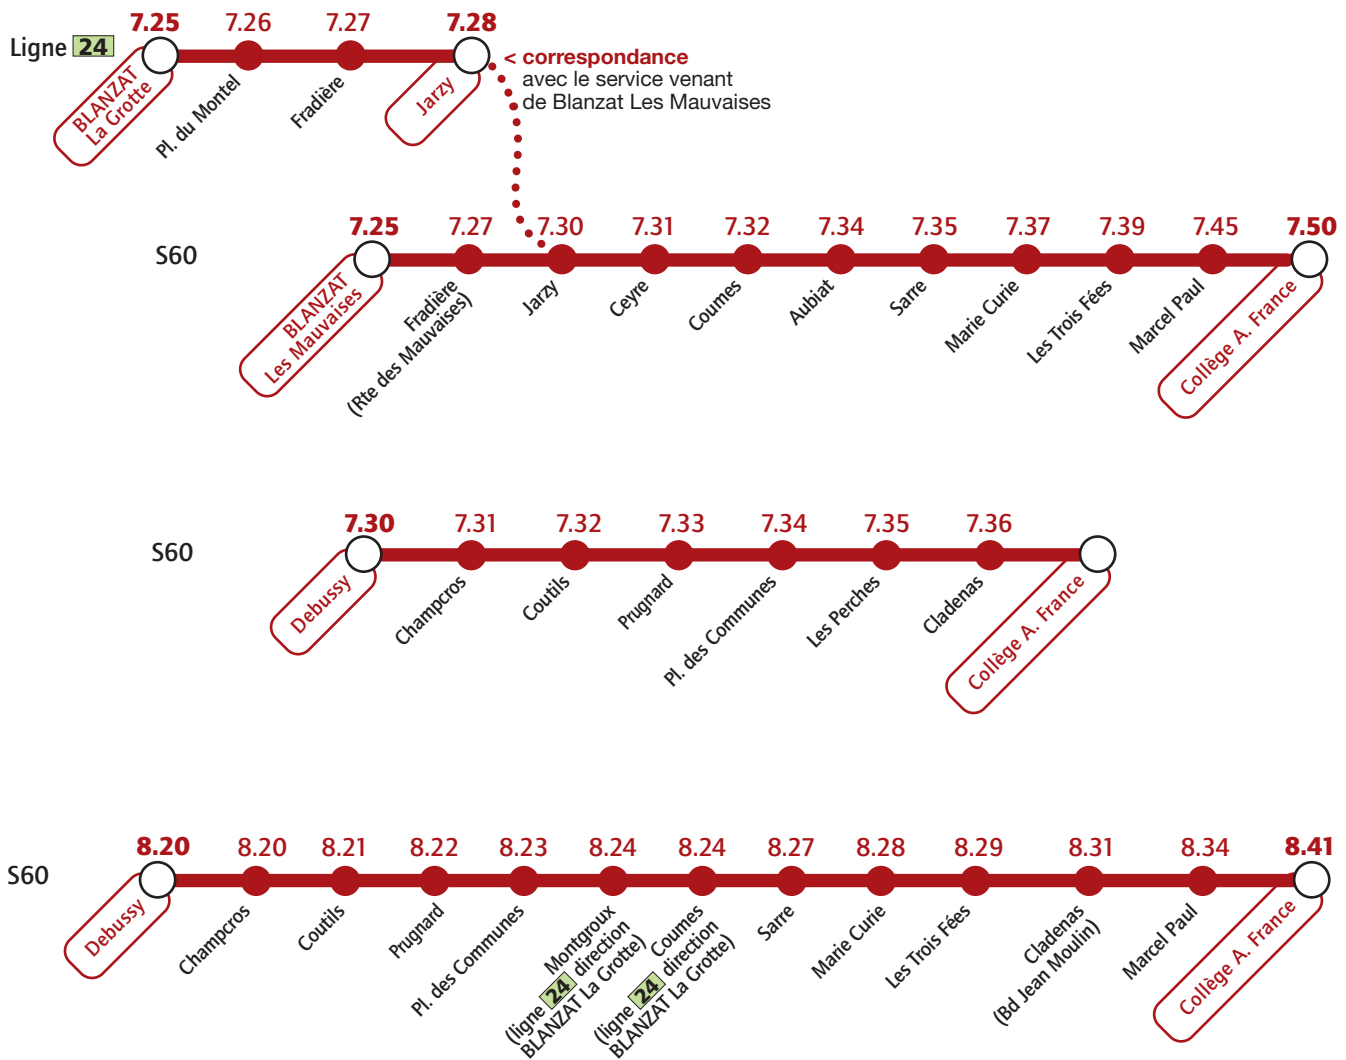 7.25 7.26 7.27 7.28
Ligne 24
BLANZAT
La Grotte
Pl. du Montel
Fradière
Jarzy
< correspondance
avec le service venant
de Blanzat Les Mauvaises
S60
7.25 7.27 7.30 7.31 7.32 7.34 7.35 7.37 7.39 7.45 7.50
BLANZAT
Les Mauvaises
Fradière
(Rte des Mauvaises)
Jarzy
Ceyre
Coumes
Aubiat
Sarre
Marie Curie
Les Trois Fées
Marcel Paul
Collège A. France
S60
7.30 7.31 7.32 7.33 7.34 7.35 7.36
Debussy
Champcros
Coutils
Prugnard
Pl. des Communes
Les Perches
Cladenas
Collège A. France
S60
8.20 8.20 8.21 8.22 8.23 8.24 8.24 8.27 8.28 8.29 8.31 8.34 8.41
Debussy
Champcros
Coutils
Prugnard
Pl. des Communes
Montgroux
(ligne 24 direction
BLANZAT La Grotte)
Coumes
(ligne 24 direction
BLANZAT La Grotte)
Sarre
Marie Curie
Les Trois Fées
Cladenas
(Bd Jean Moulin)
Marcel Paul
Collège A. France